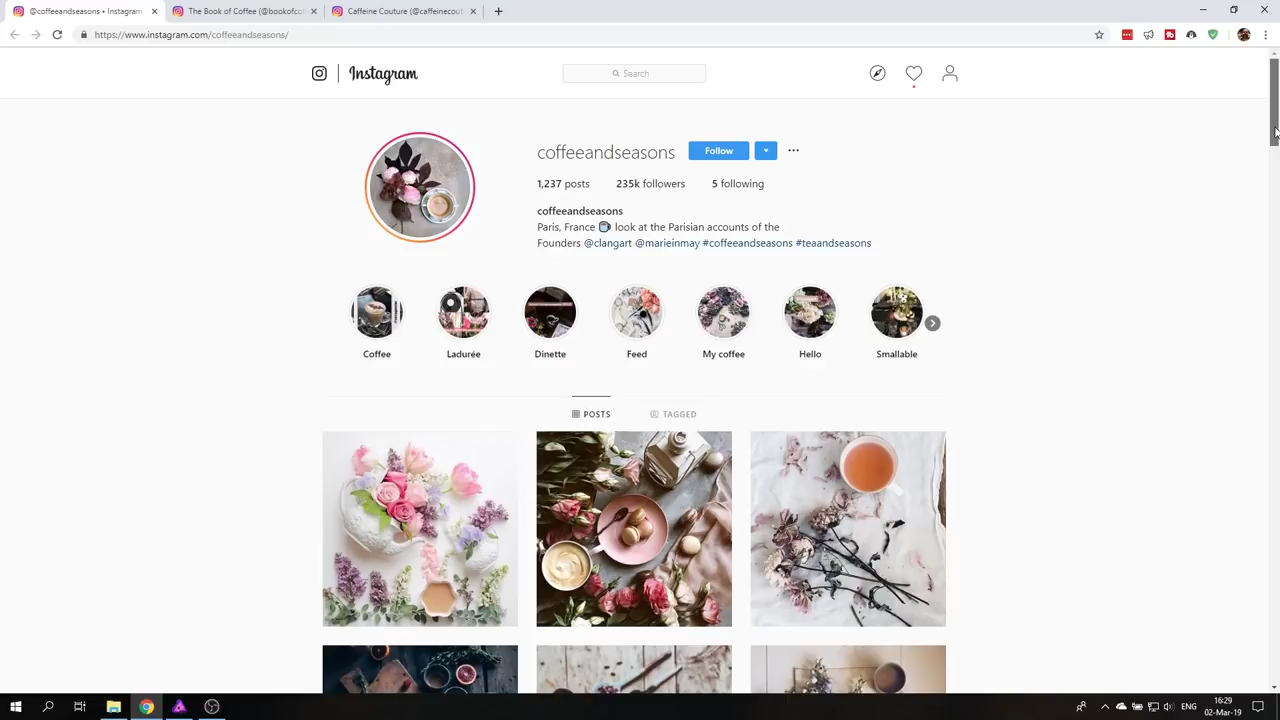 @coffeeandseasons • Instagram
The Book of Coffee (@bookofcof
Caffeine Couture (@caffeinecout
https://www.instagram.com/coffeeandseasons/
Instagram
Search
coffeeandseasons Follow
1,237 posts 235k followers 5 following
coffeeandseasons
Paris, France ☕ look at the Parisian accounts of the
Founders @clangart @marieinmay #coffeeandseasons #teaandseasons
Coffee Ladurée Dinette Feed My coffee Hello Smallable
POSTS TAGGED
ENG
16:29
02-Mar-19